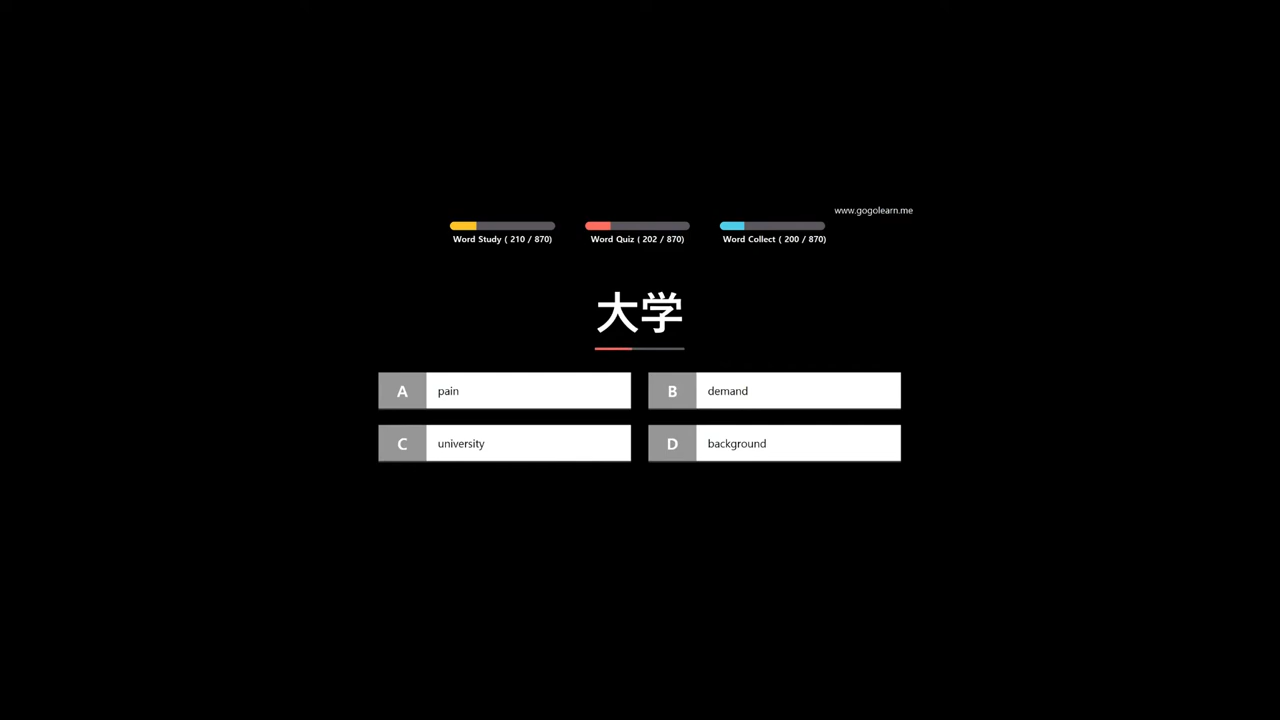 www.gogolearn.me
Word Study ( 210 / 870)
Word Quiz ( 202 / 870)
Word Collect ( 200 / 870)
大学
A pain
B demand
C university
D background